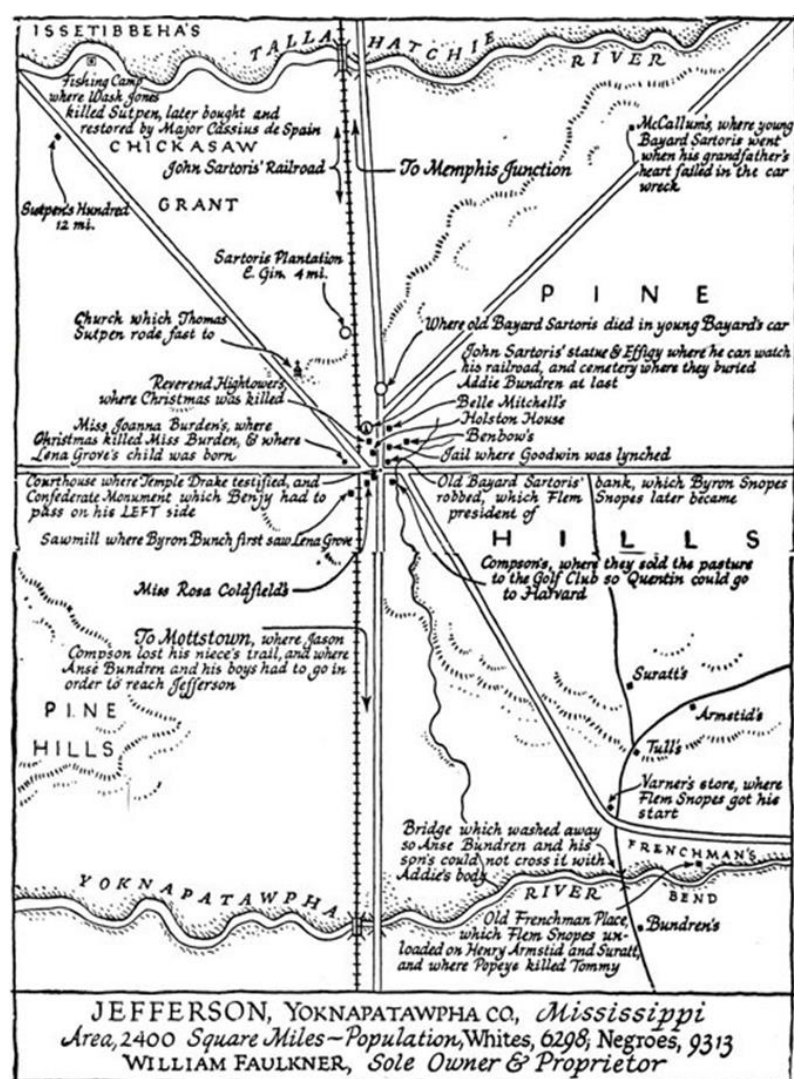 ISSETIBBEHA'S
TALLA HATCHIE
RIVER
Fishing Camp
where Wash Jones
killed Sutpen, later bought and
restored by Major Cassius de Spain
CHICKASAW
GRANT
John Sartoris' Railroad
To Memphis Junction
McCallum's, where young
Bayard Sartoris went
when his grandfather's
heart failed in the car
wreck
Sutpen's Hundred
12 mi.
Sartoris Plantation
& Gin. 4 mi.
PINE
Church which Thomas
Sutpen rode fast to
Where old Bayard Sartoris died in young Bayard's car
John Sartoris' statue & Effigy where he can watch
his railroad, and cemetery where they buried
Addie Bundren at last
Reverend Hightower's,
where Christmas was killed
Belle Mitchell's
Holston House
Benbow's
Jail where Goodwin was lynched
Miss Joanna Burden's, where
Christmas killed Miss Burden, & where
Lena Grove's child was born
Courthouse where Temple Drake testified, and
Confederate Monument which Benjy had to
pass on his LEFT side
Old Bayard Sartoris' bank, which Byron Snopes
robbed, which Flem Snopes later became
president of
HILLS
Sawmill where Byron Bunch first saw Lena Grove
Compson's, where they sold the pasture
to the Golf Club so Quentin could go
to Harvard
Miss Rosa Coldfield's
To Mottstown, where Jason
Compson lost his niece's trail, and where
Anse Bundren and his boys had to go in
order to reach Jefferson
PINE
HILLS
Suratt's
Armstid's
Tull's
Varner's store, where
Flem Snopes got his
start
Bridge which washed away
so Anse Bundren and his
sons could not cross it with
Addie's body
FRENCHMAN'S
BEND
YOKNAPATAWPHA
RIVER
Old Frenchman Place,
which Flem Snopes un-
loaded on Henry Armstid and Suratt,
and where Popeye killed Tommy
Bundren's
JEFFERSON, YOKNAPATAWPHA CO., Mississippi
Area, 2400 Square Miles – Population, Whites, 6298; Negroes, 9313
WILLIAM FAULKNER, Sole Owner & Proprietor